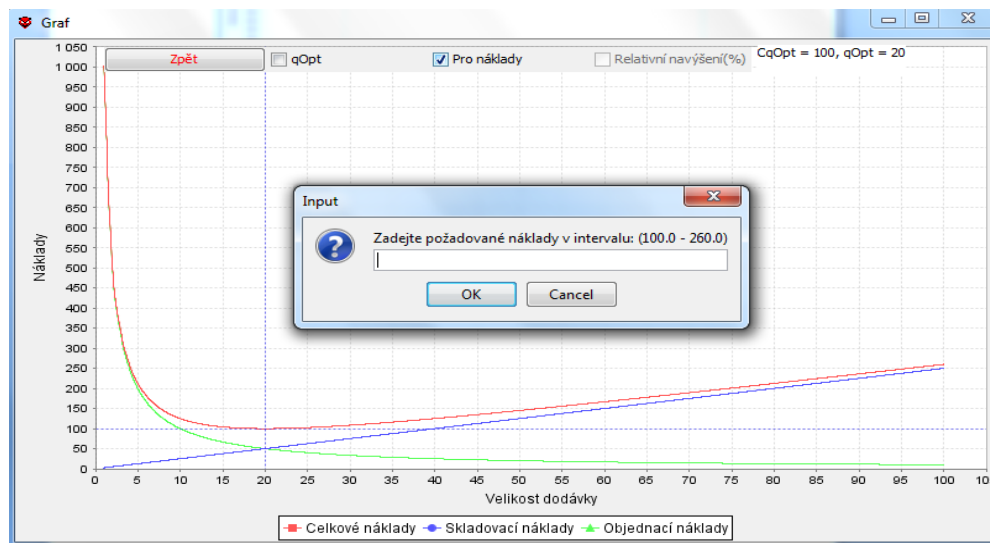 Graf
Zpět
qOpt
Pro náklady
Relativní navýšení(%)
CqOpt = 100, qOpt = 20
1 050
1 000
950
900
850
800
750
700
650
600
550
500
450
400
350
300
250
200
150
100
50
0
Náklady
Input
Zadejte požadované náklady v intervalu: (100.0 - 260.0)
OK
Cancel
0 5 10 15 20 25 30 35 40 45 50 55 60 65 70 75 80 85 90 95 100 10
Velikost dodávky
Celkové náklady Skladovací náklady Objednací náklady